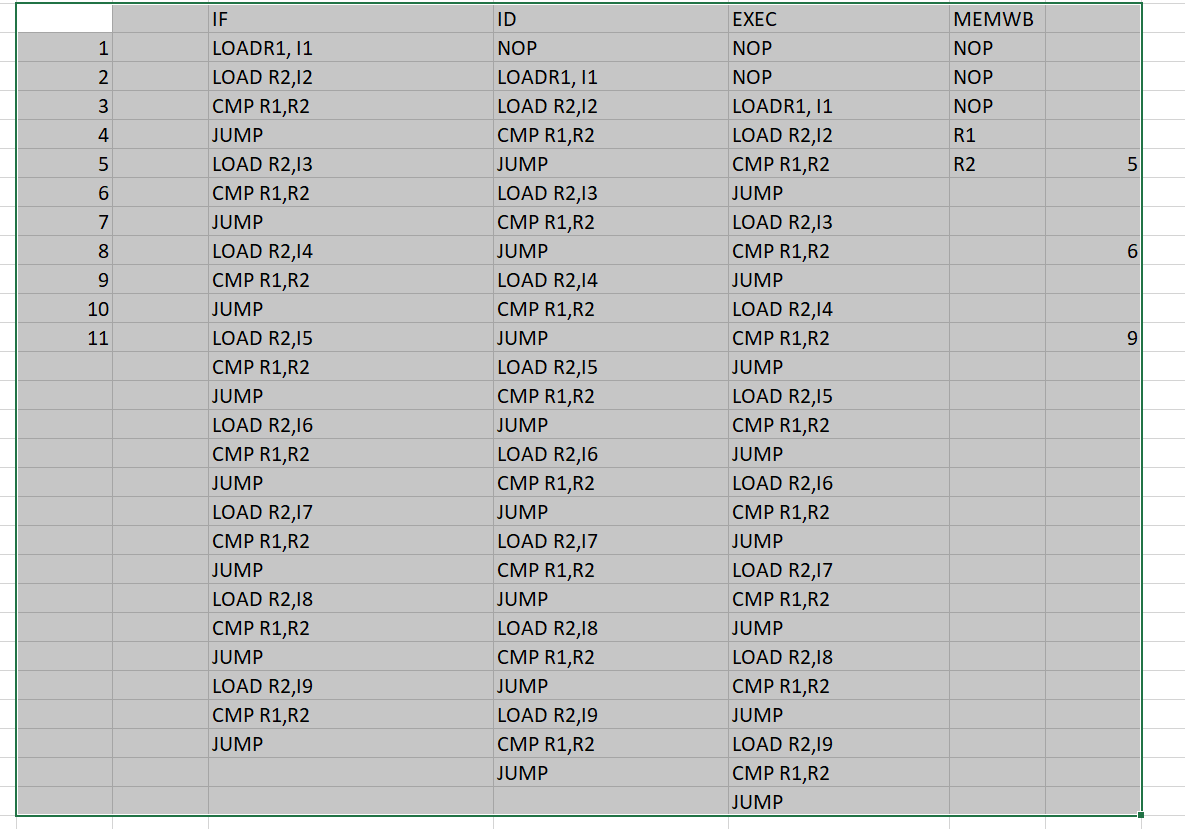 IF ID EXEC MEMWB
1 LOADR1, I1 NOP NOP NOP
2 LOAD R2,I2 LOADR1, I1 NOP NOP
3 CMP R1,R2 LOAD R2,I2 LOADR1, I1 NOP
4 JUMP CMP R1,R2 LOAD R2,I2 R1
5 LOAD R2,I3 JUMP CMP R1,R2 R2 5
6 CMP R1,R2 LOAD R2,I3 JUMP
7 JUMP CMP R1,R2 LOAD R2,I3
8 LOAD R2,I4 JUMP CMP R1,R2 6
9 CMP R1,R2 LOAD R2,I4 JUMP
10 JUMP CMP R1,R2 LOAD R2,I4
11 LOAD R2,I5 JUMP CMP R1,R2 9
CMP R1,R2 LOAD R2,I5 JUMP
JUMP CMP R1,R2 LOAD R2,I5
LOAD R2,I6 JUMP CMP R1,R2
CMP R1,R2 LOAD R2,I6 JUMP
JUMP CMP R1,R2 LOAD R2,I6
LOAD R2,I7 JUMP CMP R1,R2
CMP R1,R2 LOAD R2,I7 JUMP
JUMP CMP R1,R2 LOAD R2,I7
LOAD R2,I8 JUMP CMP R1,R2
CMP R1,R2 LOAD R2,I8 JUMP
JUMP CMP R1,R2 LOAD R2,I8
LOAD R2,I9 JUMP CMP R1,R2
CMP R1,R2 LOAD R2,I9 JUMP
JUMP CMP R1,R2 LOAD R2,I9
JUMP CMP R1,R2
JUMP